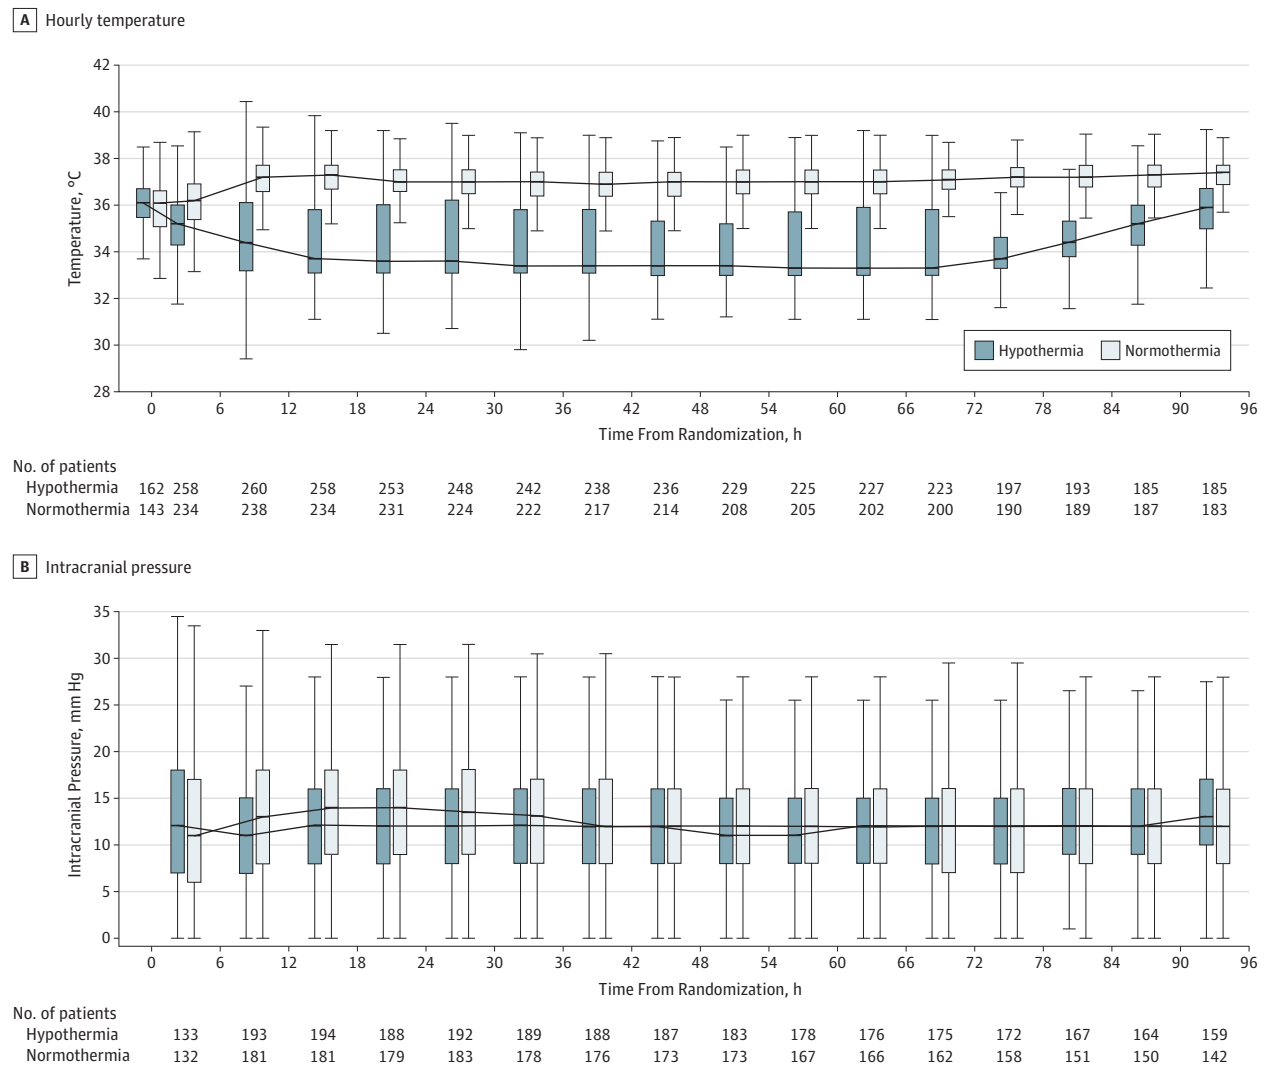 A Hourly temperature
42
40
38
36
34
32
30
28
Temperature, °C
Hypothermia Normothermia
0 6 12 18 24 30 36 42 48 54 60 66 72 78 84 90 96
Time From Randomization, h
No. of patients
Hypothermia 162 258 260 258 253 248 242 238 236 229 225 227 223 197 193 185 185
Normothermia 143 234 238 234 231 224 222 217 214 208 205 202 200 190 189 187 183
B Intracranial pressure
35
30
25
20
15
10
5
0
Intracranial Pressure, mm Hg
0 6 12 18 24 30 36 42 48 54 60 66 72 78 84 90 96
Time From Randomization, h
No. of patients
Hypothermia 133 193 194 188 192 189 188 187 183 178 176 175 172 167 164 159
Normothermia 132 181 181 179 183 178 176 173 173 167 166 162 158 151 150 142